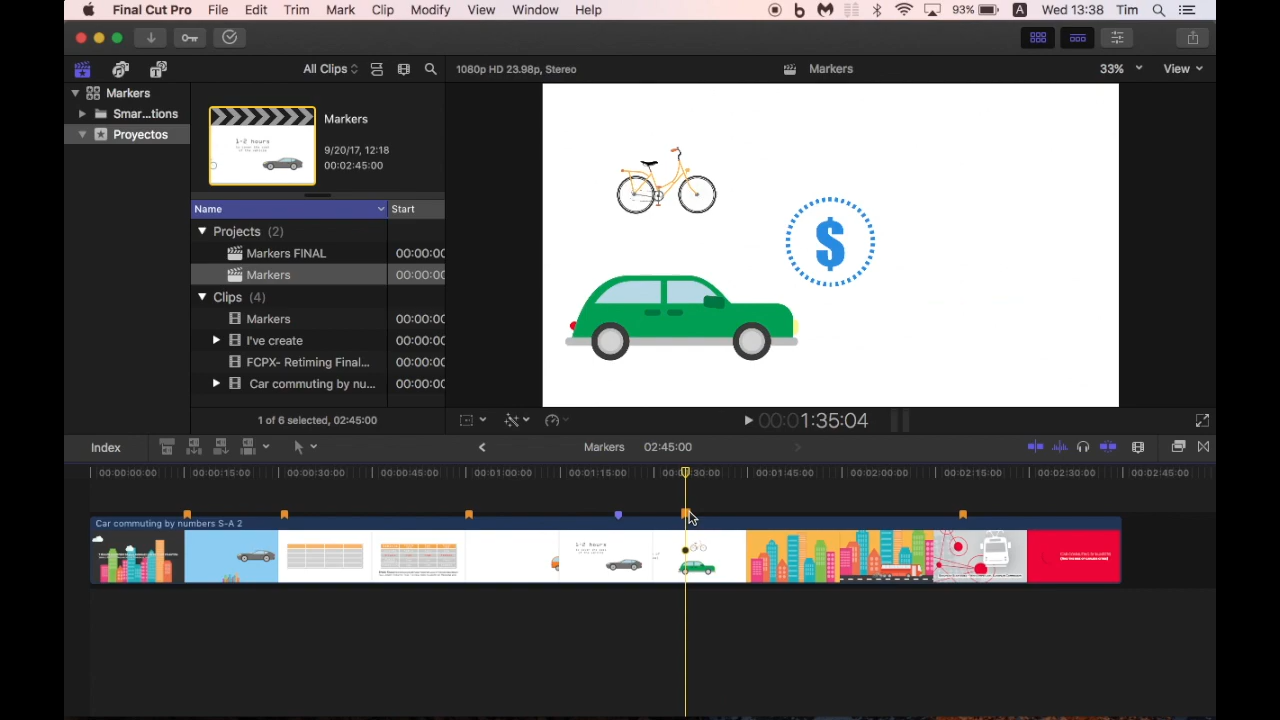 Final Cut Pro File Edit Trim Mark Clip Modify View Window Help 93% A Wed 13:38 Tim
All Clips 1080p HD 23.98p, Stereo Markers 33% View
Markers
Smar...tions
Proyectos
1-2 hours
Markers
9/20/17, 12:18
00:02:45:00
Name Start
Projects (2)
Markers FINAL 00:00:00
Markers 00:00:00
Clips (4)
Markers 00:00:00
I've create 00:00:00
FCPX- Retiming Final... 00:00:00
Car commuting by nu... 00:00:00
$
1 of 6 selected, 02:45:00 00:01:35:04
Index Markers 02:45:00
00:00:00:00 00:00:15:00 00:00:30:00 00:00:45:00 00:01:00:00 00:01:15:00 00:01:30:00 00:01:45:00 00:02:00:00 00:02:15:00 00:02:30:00 00:02:45:00
Car commuting by numbers S-A 2
1-2 hours